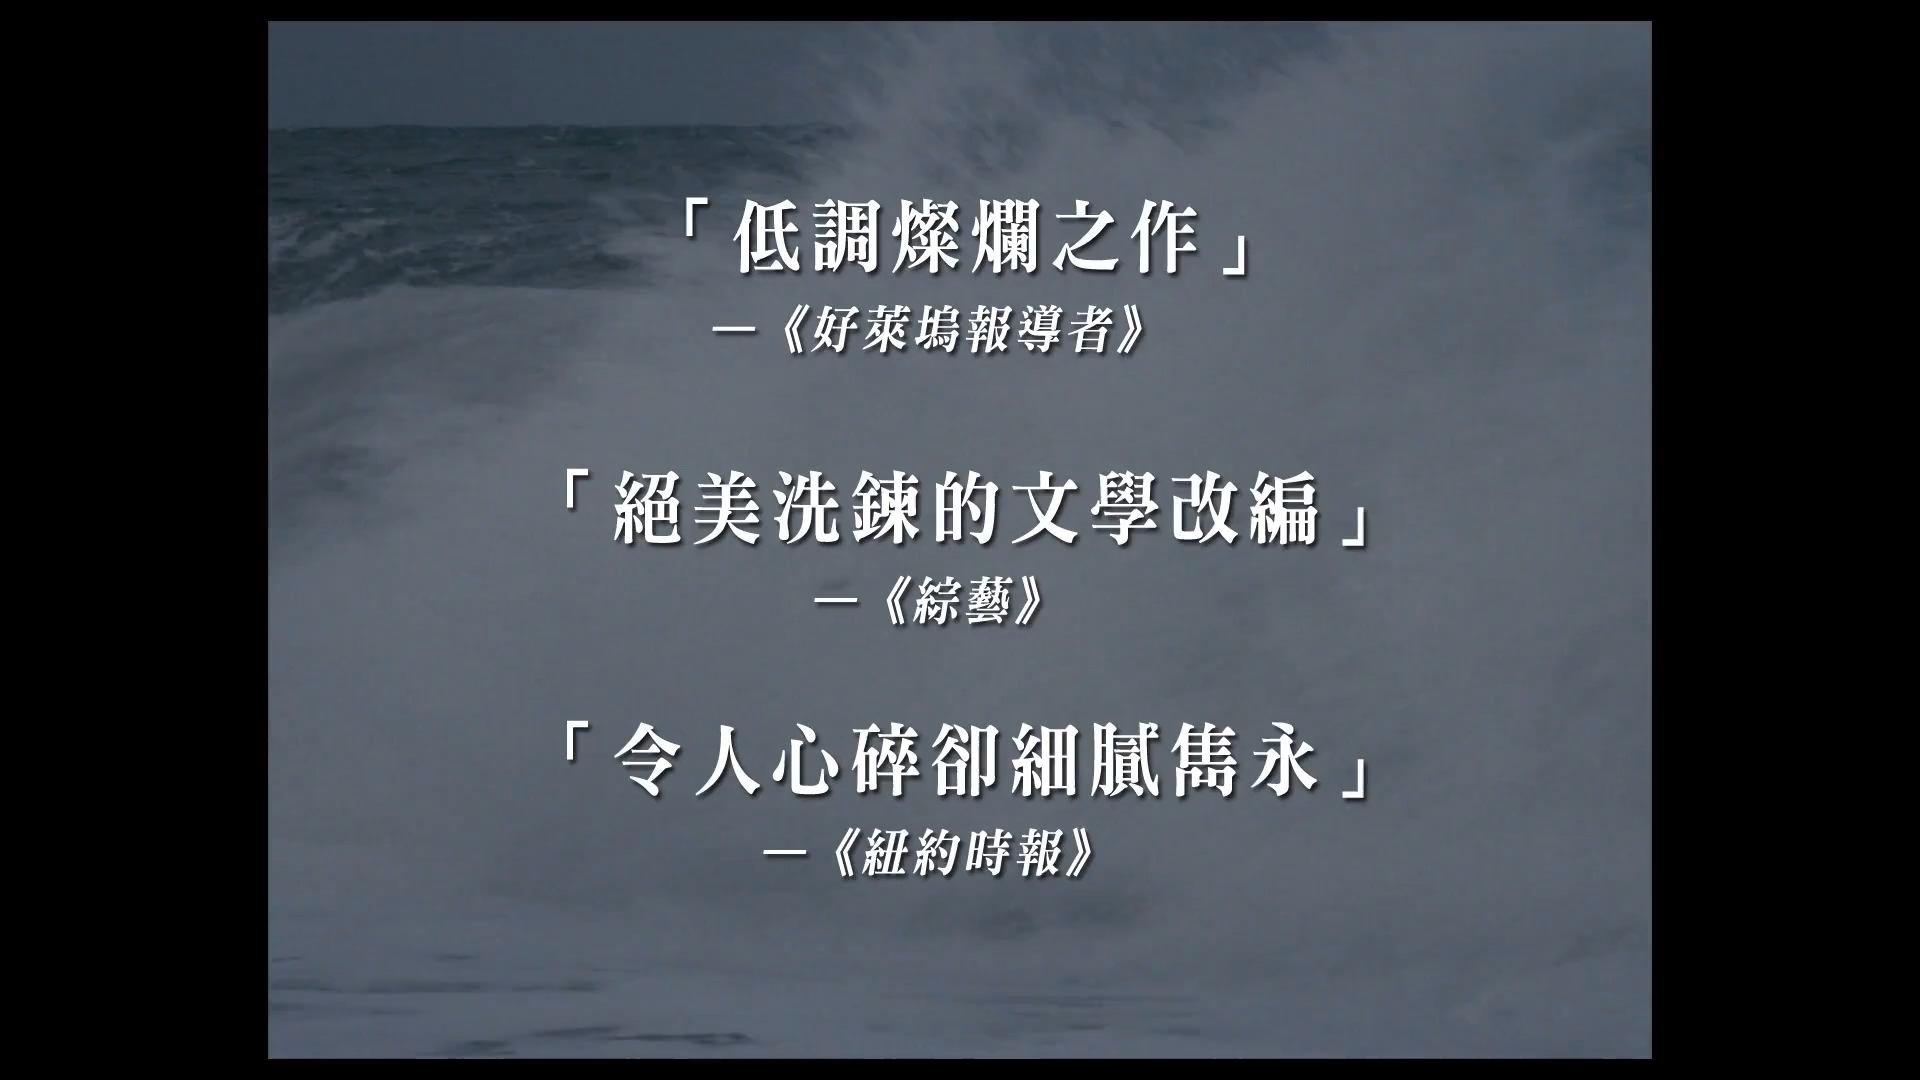 「低調燦爛之作」
—《好萊塢報導者》
「絕美洗鍊的文學改編」
—《綜藝》
「令人心碎卻細膩雋永」
—《紐約時報》